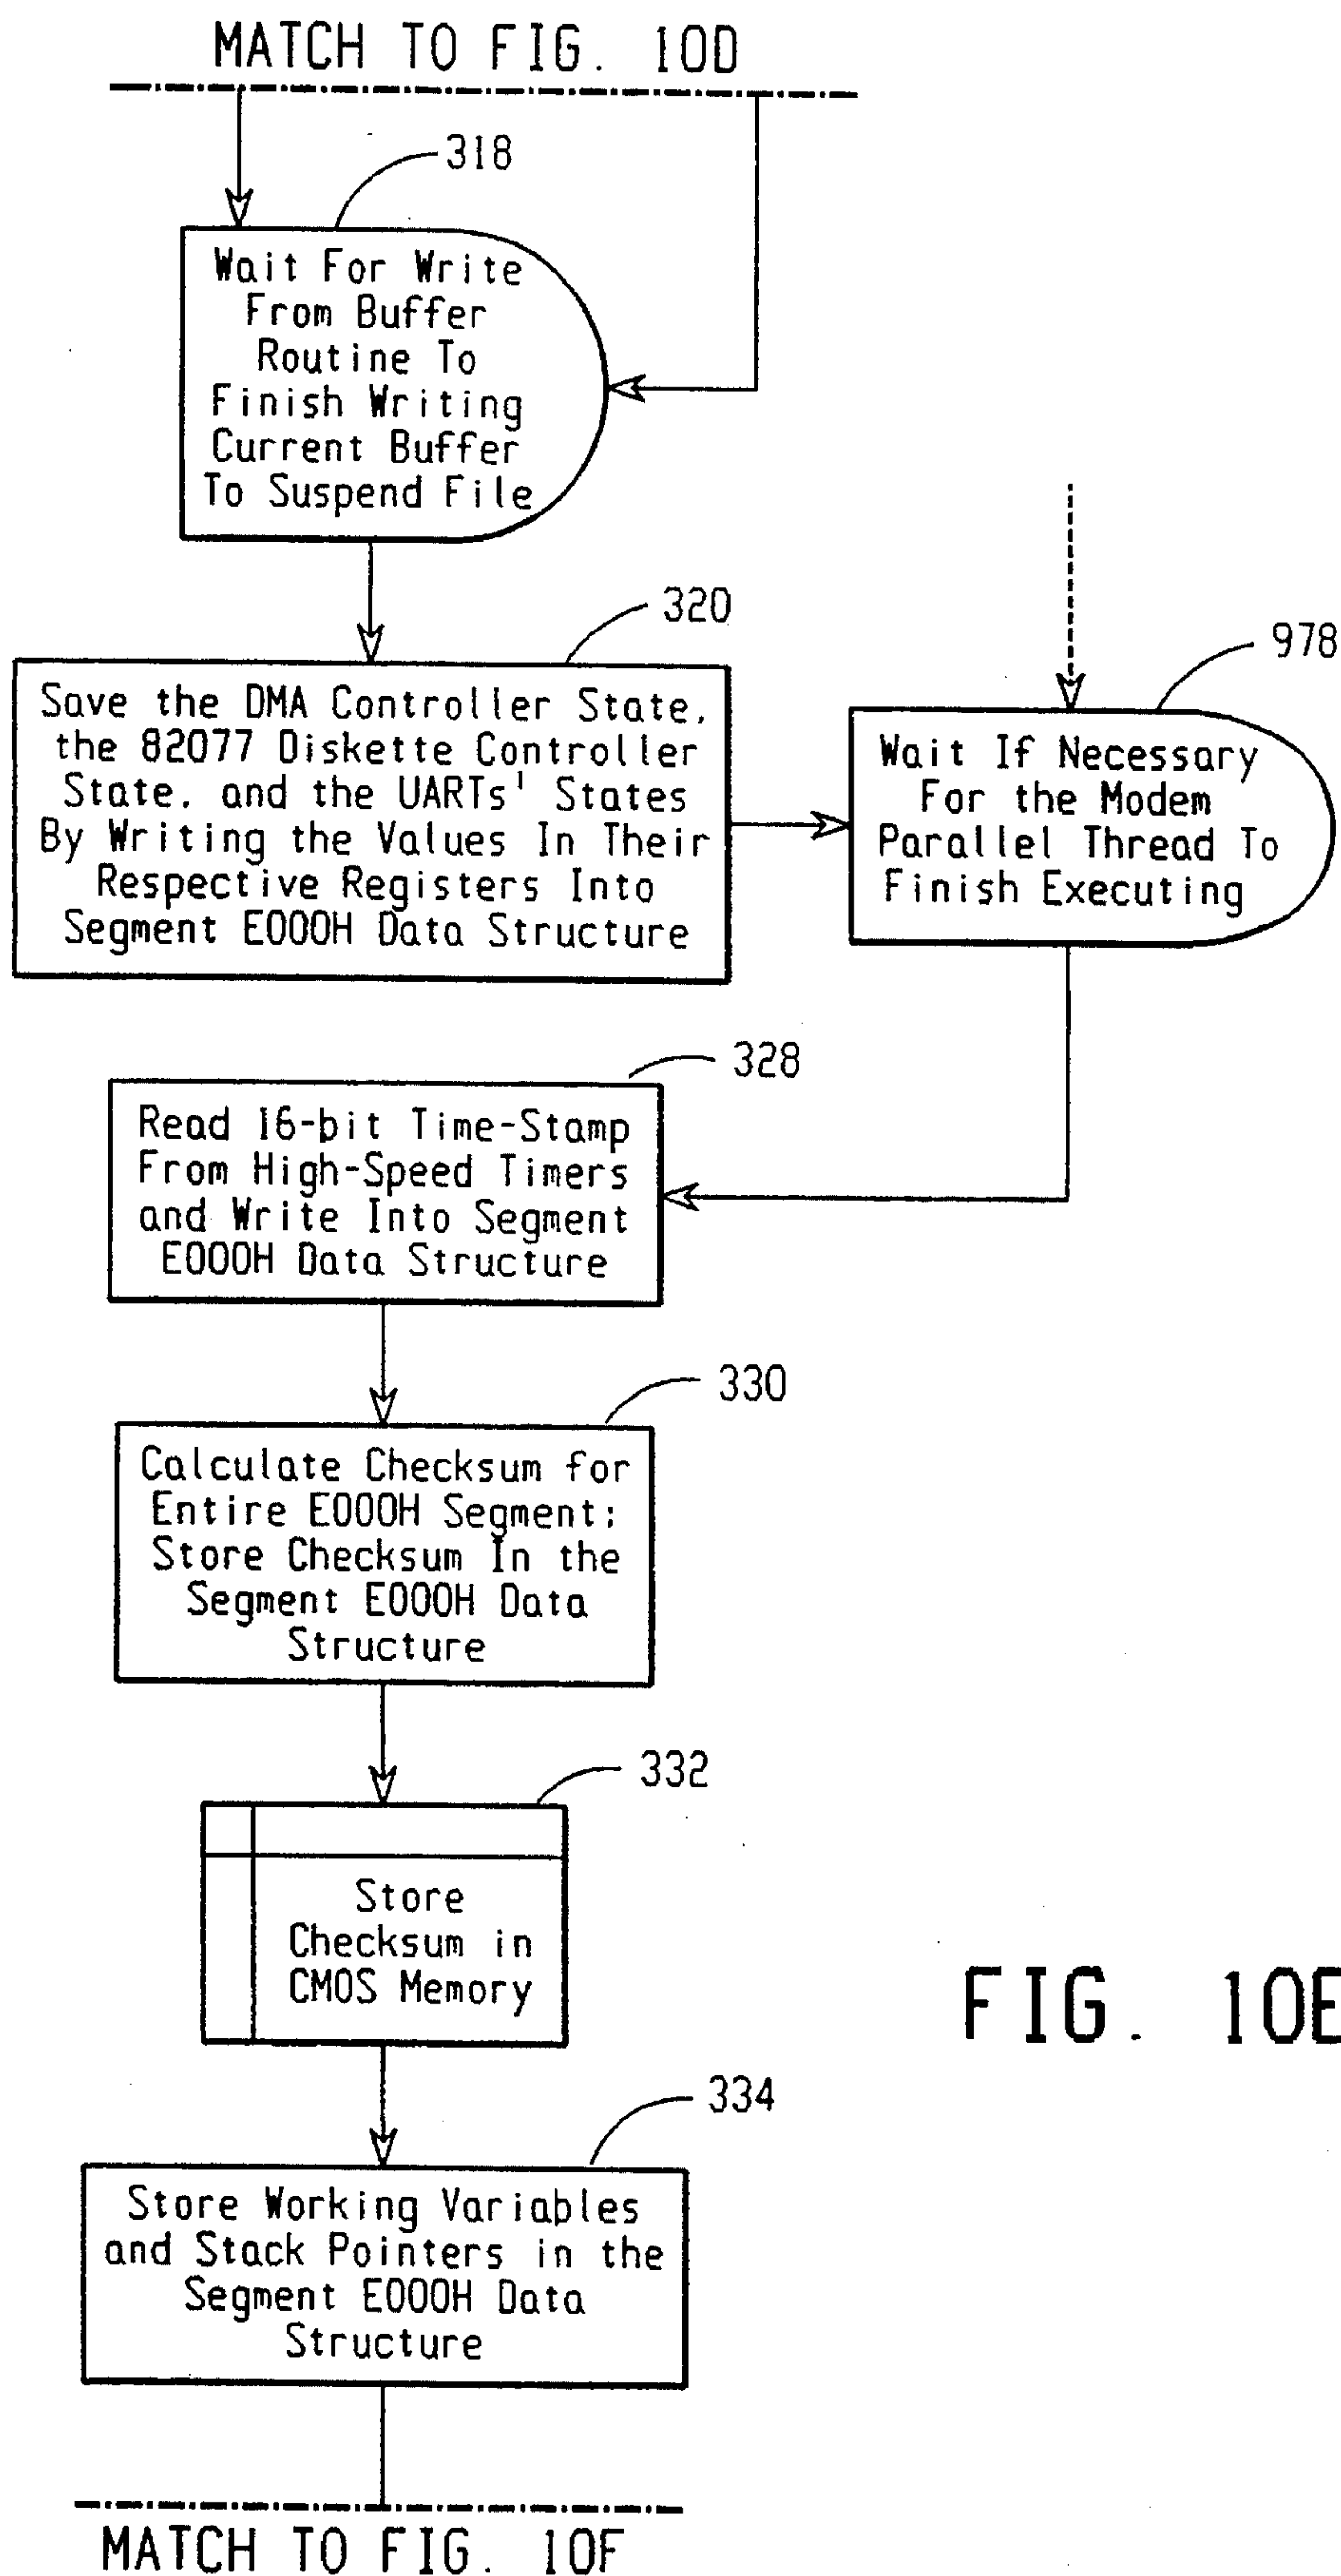 MATCH TO FIG. 10D
318
Wait For Write
From Buffer
Routine To
Finish Writing
Current Buffer
To Suspend File
320
Save the DMA Controller State,
the 82077 Diskette Controller
State, and the UARTs' States
By Writing the Values In Their
Respective Registers Into
Segment E000H Data Structure
978
Wait If Necessary
For the Modem
Parallel Thread To
Finish Executing
328
Read 16-bit Time-Stamp
From High-Speed Timers
and Write Into Segment
E000H Data Structure
330
Calculate Checksum for
Entire E000H Segment;
Store Checksum In the
Segment E000H Data
Structure
332
Store
Checksum in
CMOS Memory
FIG. 10E
334
Store Working Variables
and Stack Pointers in the
Segment E000H Data
Structure
MATCH TO FIG. 10F